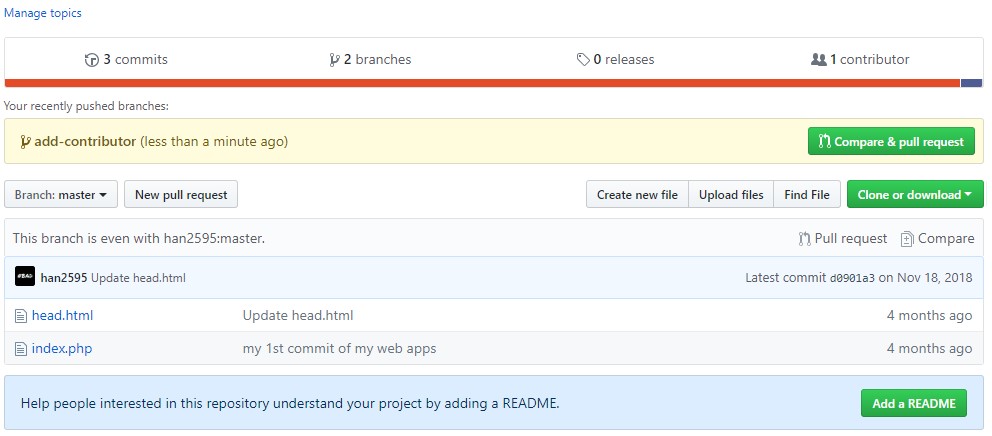 Manage topics
3 commits 2 branches 0 releases 1 contributor
Your recently pushed branches:
add-contributor (less than a minute ago) Compare & pull request
Branch: master New pull request Create new file Upload files Find File Clone or download
This branch is even with han2595:master. Pull request Compare
han2595 Update head.html Latest commit d0901a3 on Nov 18, 2018
head.html Update head.html 4 months ago
index.php my 1st commit of my web apps 4 months ago
Help people interested in this repository understand your project by adding a README. Add a README